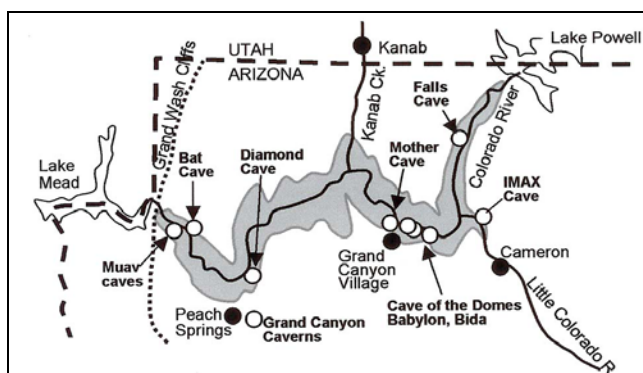 Kanab
Lake Powell
UTAH
ARIZONA
Grand Wash Cliffs
Kanab Ck.
Falls
Cave
Colorado River
Lake
Mead
Bat
Cave
Diamond
Cave
Mother
Cave
IMAX
Cave
Muav
caves
Grand
Canyon
Village
Cameron
Peach
Springs
Grand Canyon
Caverns
Cave of the Domes
Babylon, Bida
Little Colorado R.